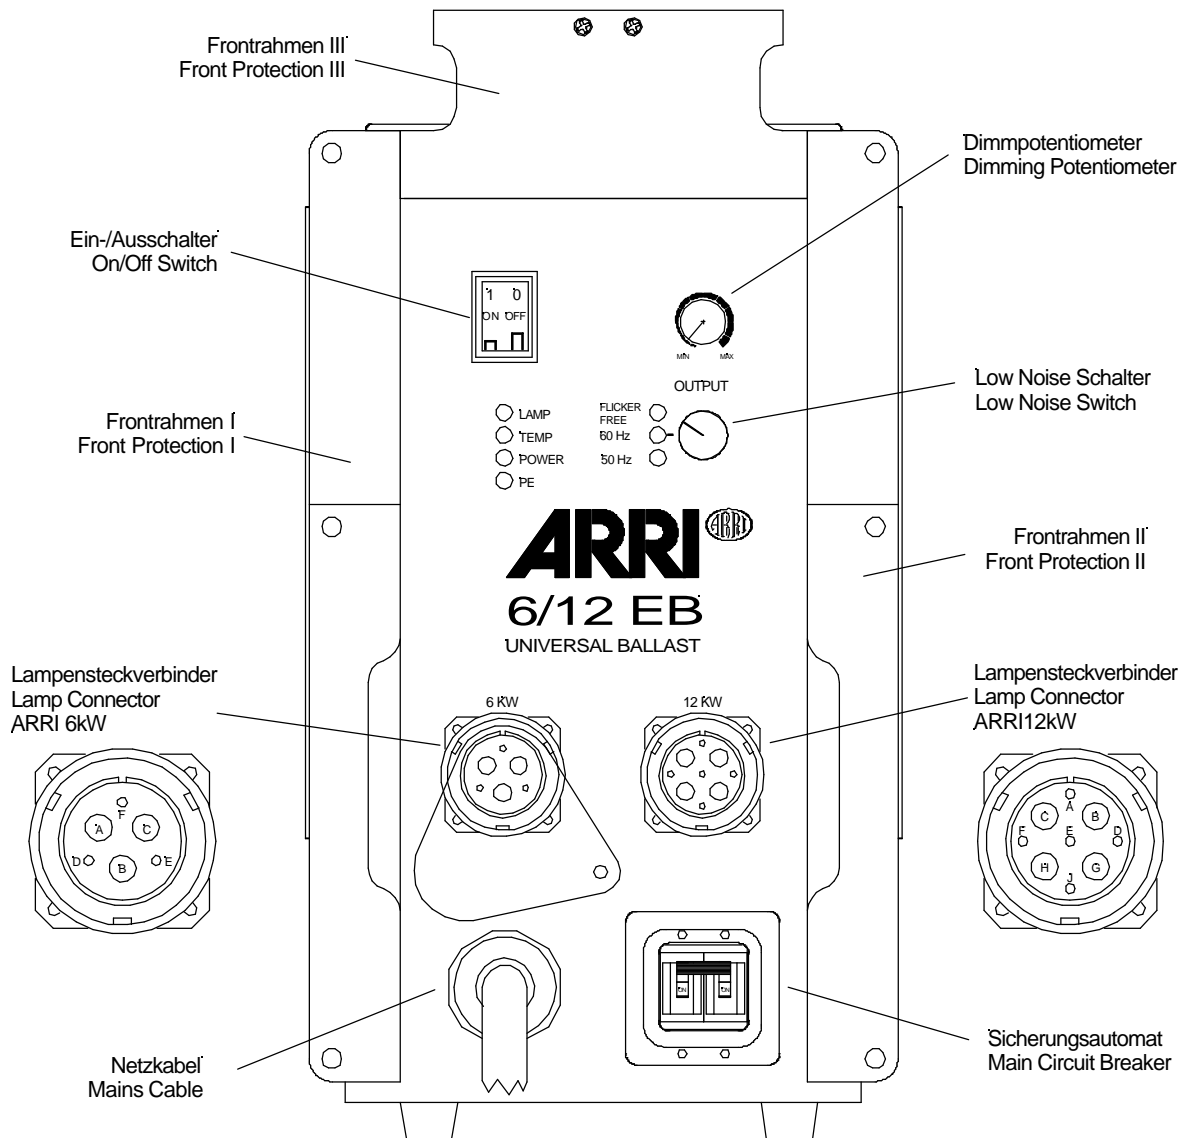 Frontrahmen III
Front Protection III
Dimmpotentiometer
Dimming Potentiometer
Ein-/Ausschalter
On/Off Switch
1 0
ON OFF
MIN MAX
OUTPUT
Low Noise Schalter
Low Noise Switch
Frontrahmen I
Front Protection I
LAMP
TEMP
POWER
PE
FLICKER
FREE
60 Hz
50 Hz
ARRI
ARRI
6/12 EB
UNIVERSAL BALLAST
Frontrahmen II
Front Protection II
Lampensteckverbinder
Lamp Connector
ARRI 6kW
6 KW
12 KW
Lampensteckverbinder
Lamp Connector
ARRI12kW
F
A C
D E
B
A
C B
F E D
H G
J
ON ON
Netzkabel
Mains Cable
Sicherungsautomat
Main Circuit Breaker